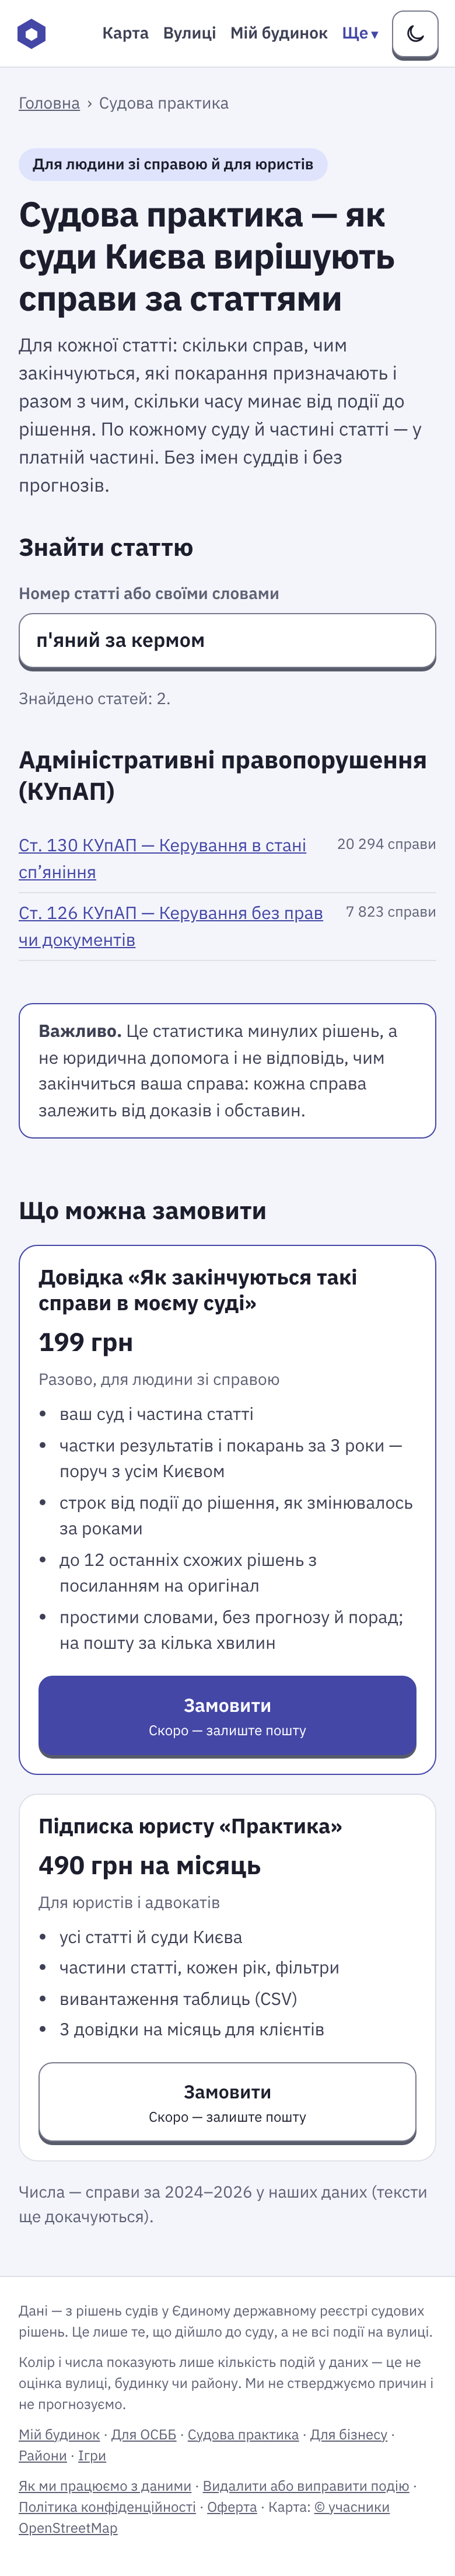 Карта Вулиці Мій будинок Ще ▾
Головна › Судова практика
Для людини зі справою й для юристів
Судова практика — як
суди Києва вирішують
справи за статтями
Для кожної статті: скільки справ, чим
закінчуються, які покарання призначають і
разом з чим, скільки часу минає від події до
рішення. По кожному суду й частині статті — у
платній частині. Без імен суддів і без
прогнозів.
Знайти статтю
Номер статті або своїми словами
п'яний за кермом
Знайдено статей: 2.
Адміністративні правопорушення
(КУпАП)
Ст. 130 КУпАП — Керування в стані 20 294 справи
сп’яніння
Ст. 126 КУпАП — Керування без прав 7 823 справи
чи документів
Важливо. Це статистика минулих рішень, а
не юридична допомога і не відповідь, чим
закінчиться ваша справа: кожна справа
залежить від доказів і обставин.
Що можна замовити
Довідка «Як закінчуються такі
справи в моєму суді»
199 грн
Разово, для людини зі справою
• ваш суд і частина статті
• частки результатів і покарань за 3 роки —
поруч з усім Києвом
• строк від події до рішення, як змінювалось
за роками
• до 12 останніх схожих рішень з
посиланням на оригінал
• простими словами, без прогнозу й порад;
на пошту за кілька хвилин
Замовити
Скоро — залиште пошту
Підписка юристу «Практика»
490 грн на місяць
Для юристів і адвокатів
• усі статті й суди Києва
• частини статті, кожен рік, фільтри
• вивантаження таблиць (CSV)
• 3 довідки на місяць для клієнтів
Замовити
Скоро — залиште пошту
Числа — справи за 2024–2026 у наших даних (тексти
ще докачуються).
Дані — з рішень судів у Єдиному державному реєстрі судових
рішень. Це лише те, що дійшло до суду, а не всі події на вулиці.
Колір і числа показують лише кількість подій у даних — це не
оцінка вулиці, будинку чи району. Ми не стверджуємо причин і
не прогнозуємо.
Мій будинок · Для ОСББ · Судова практика · Для бізнесу ·
Райони · Ігри
Як ми працюємо з даними · Видалити або виправити подію ·
Політика конфіденційності · Оферта · Карта: © учасники
OpenStreetMap